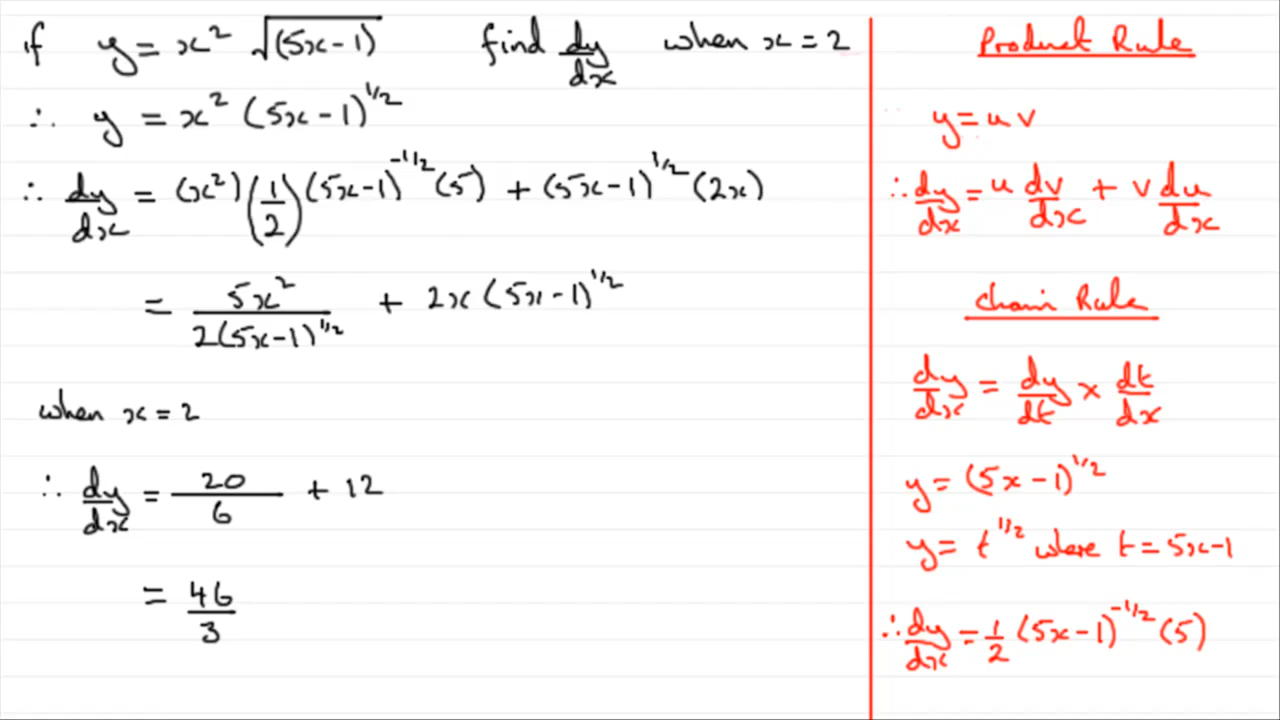 if y = x² √(5x-1) find dy/dx when x = 2
∴ y = x² (5x-1)^1/2
∴ dy/dx = (x²)(1/2)(5x-1)^-1/2 (5) + (5x-1)^1/2 (2x)
= 5x²/2(5x-1)^1/2 + 2x (5x-1)^1/2
when x = 2
∴ dy/dx = 20/6 + 12
= 46/3
Product Rule
y = uv
∴ dy/dx = u dv/dx + v du/dx
Chain Rule
dy/dx = dy/dt × dt/dx
y = (5x-1)^1/2
y = t^1/2 where t = 5x-1
∴ dy/dx = 1/2 (5x-1)^-1/2 (5)